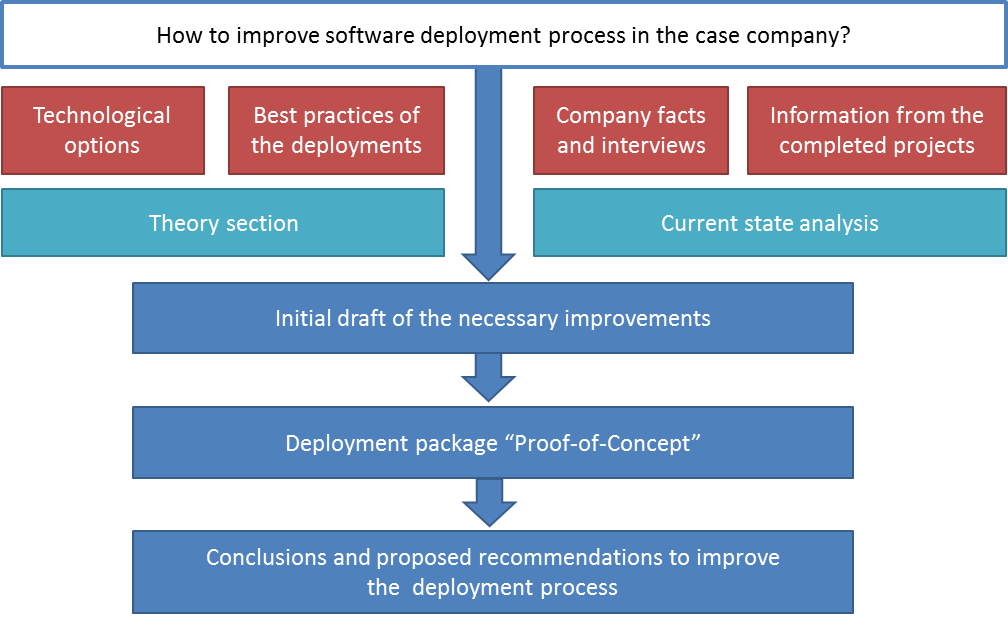 How to improve software deployment process in the case company?
Technological
options
Best practices of
the deployments
Company facts
and interviews
Information from the
completed projects
Theory section
Current state analysis
Initial draft of the necessary improvements
Deployment package “Proof-of-Concept”
Conclusions and proposed recommendations to improve
the  deployment process